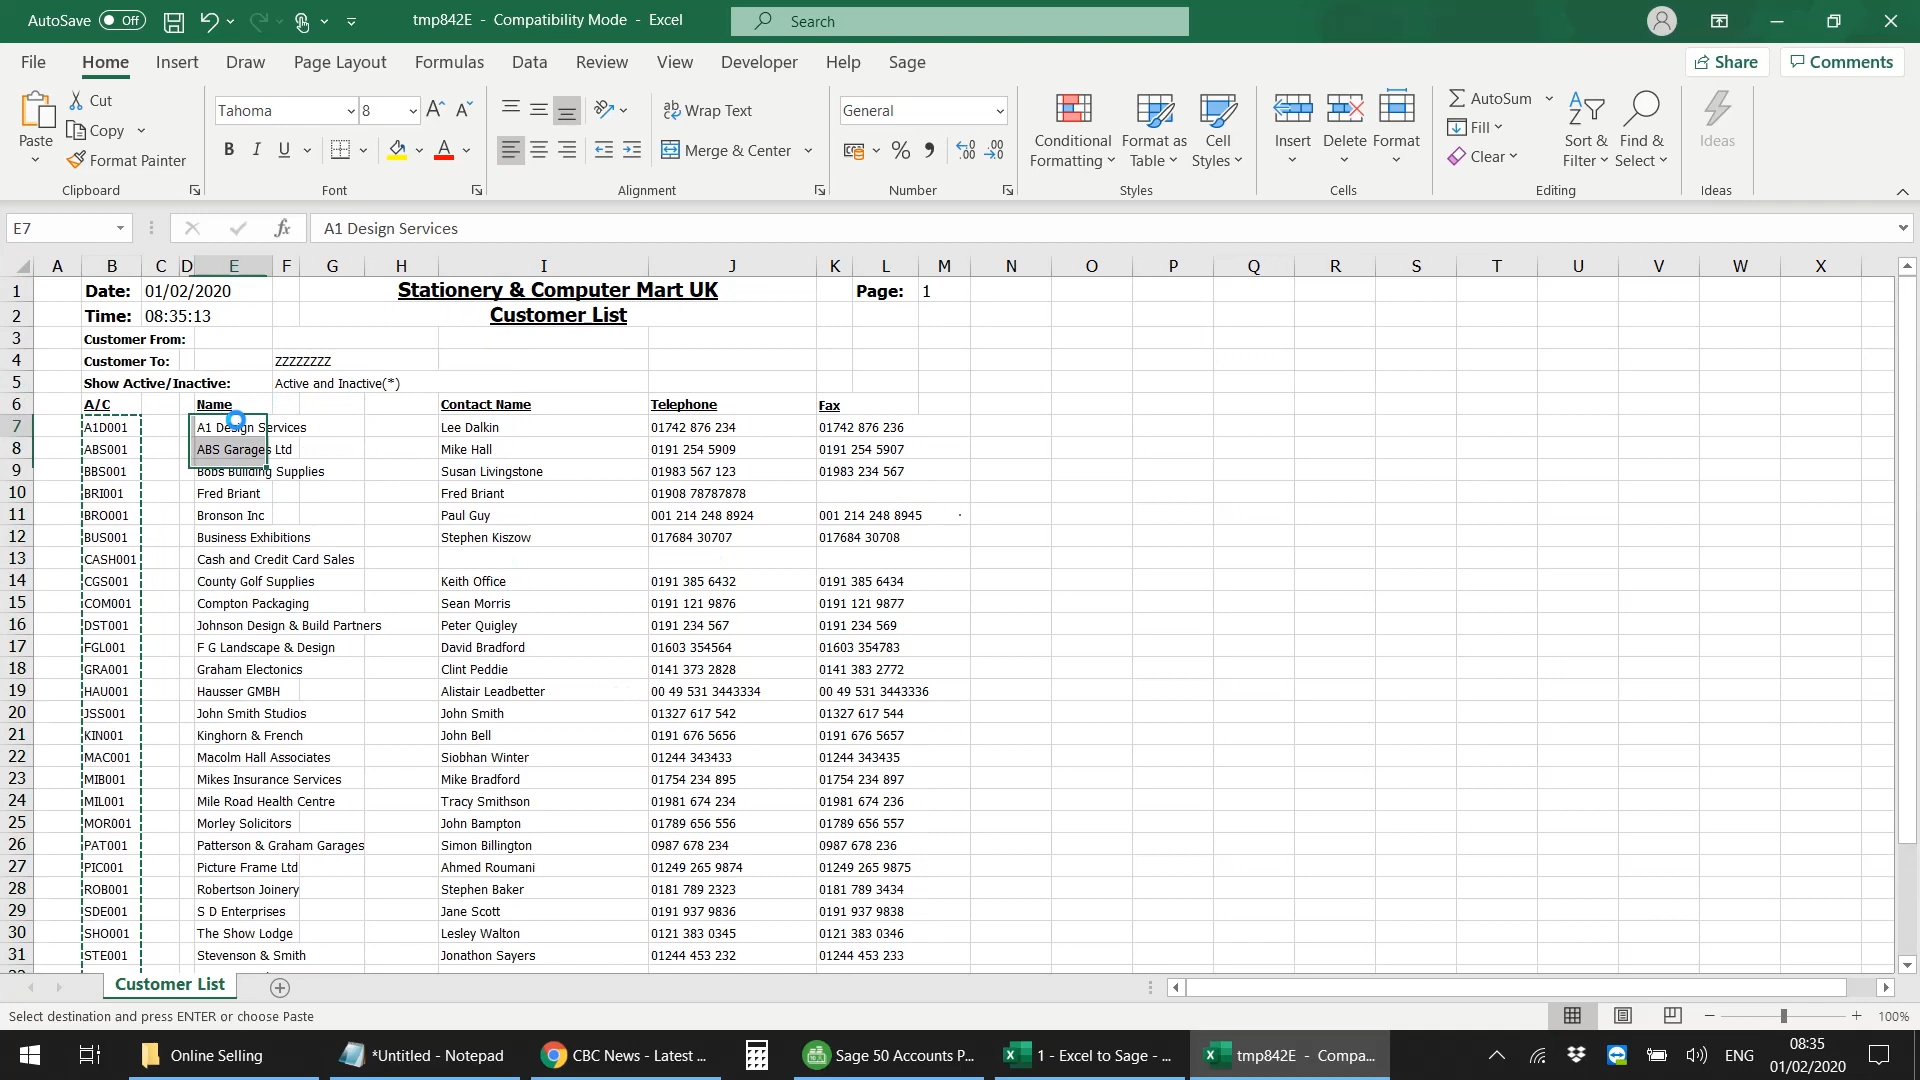 AutoSave Off tmp842E - Compatibility Mode - Excel Search
File Home Insert Draw Page Layout Formulas Data Review View Developer Help Sage Share Comments
Paste Cut Copy Format Painter Clipboard
Tahoma 8 B I U A Font
Wrap Text Merge & Center Alignment
General % Number
Conditional Formatting Format as Table Cell Styles Styles
Insert Delete Format Cells
AutoSum Fill Clear Sort & Filter Find & Select Editing
Ideas Ideas
E7 fx A1 Design Services
A B C D E F G H I J K L M N O P Q R S T U V W X
1 Date: 01/02/2020 Stationery & Computer Mart UK Page: 1
2 Time: 08:35:13 Customer List
3 Customer From:
4 Customer To: ZZZZZZZZ
5 Show Active/Inactive: Active and Inactive(*)
6 A/C Name Contact Name Telephone Fax
7 A1D001 A1 Design Services Lee Dalkin 01742 876 234 01742 876 236
8 ABS001 ABS Garages Ltd Mike Hall 0191 254 5909 0191 254 5907
9 BBS001 Bobs Building Supplies Susan Livingstone 01983 567 123 01983 234 567
10 BRI001 Fred Briant Fred Briant 01908 78787878
11 BRO001 Bronson Inc Paul Guy 001 214 248 8924 001 214 248 8945
12 BUS001 Business Exhibitions Stephen Kiszow 017684 30707 017684 30708
13 CASH001 Cash and Credit Card Sales
14 CGS001 County Golf Supplies Keith Office 0191 385 6432 0191 385 6434
15 COM001 Compton Packaging Sean Morris 0191 121 9876 0191 121 9877
16 DST001 Johnson Design & Build Partners Peter Quigley 0191 234 567 0191 234 569
17 FGL001 F G Landscape & Design David Bradford 01603 354564 01603 354783
18 GRA001 Graham Electonics Clint Peddie 0141 373 2828 0141 383 2772
19 HAU001 Hausser GMBH Alistair Leadbetter 00 49 531 3443334 00 49 531 3443336
20 JSS001 John Smith Studios John Smith 01327 617 542 01327 617 544
21 KIN001 Kinghorn & French John Bell 0191 676 5656 0191 676 5657
22 MAC001 Macolm Hall Associates Siobhan Winter 01244 343433 01244 343435
23 MIB001 Mikes Insurance Services Mike Bradford 01754 234 895 01754 234 897
24 MIL001 Mile Road Health Centre Tracy Smithson 01981 674 234 01981 674 236
25 MOR001 Morley Solicitors John Bampton 01789 656 556 01789 656 557
26 PAT001 Patterson & Graham Garages Simon Billington 0987 678 234 0987 678 236
27 PIC001 Picture Frame Ltd Ahmed Roumani 01249 265 9874 01249 265 9875
28 ROB001 Robertson Joinery Stephen Baker 0181 789 2323 0181 789 3434
29 SDE001 S D Enterprises Jane Scott 0191 937 9836 0191 937 9838
30 SHO001 The Show Lodge Lesley Walton 0121 383 0345 0121 383 0346
31 STE001 Stevenson & Smith Jonathon Sayers 01244 453 232 01244 453 233
Customer List
Select destination and press ENTER or choose Paste 100%
Online Selling *Untitled - Notepad CBC News - Latest ... Sage 50 Accounts P... 1 - Excel to Sage - ... tmp842E - Compa... ENG 08:35
01/02/2020